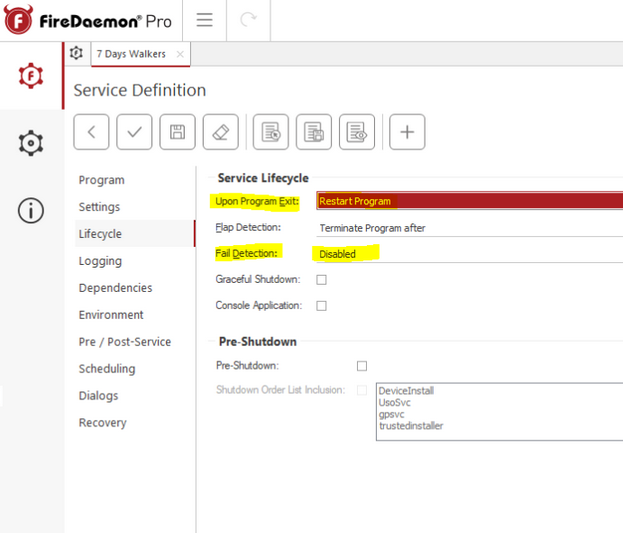 FireDaemon® Pro
7 Days Walkers
Service Definition
Program
Settings
Lifecycle
Logging
Dependencies
Environment
Pre / Post-Service
Scheduling
Dialogs
Recovery
Service Lifecycle
Upon Program Exit: Restart Program
Flap Detection: Terminate Program after
Fail Detection: Disabled
Graceful Shutdown:
Console Application:
Pre-Shutdown
Pre-Shutdown:
Shutdown Order List Inclusion:
DeviceInstall
UsoSvc
gpsvc
trustedinstaller